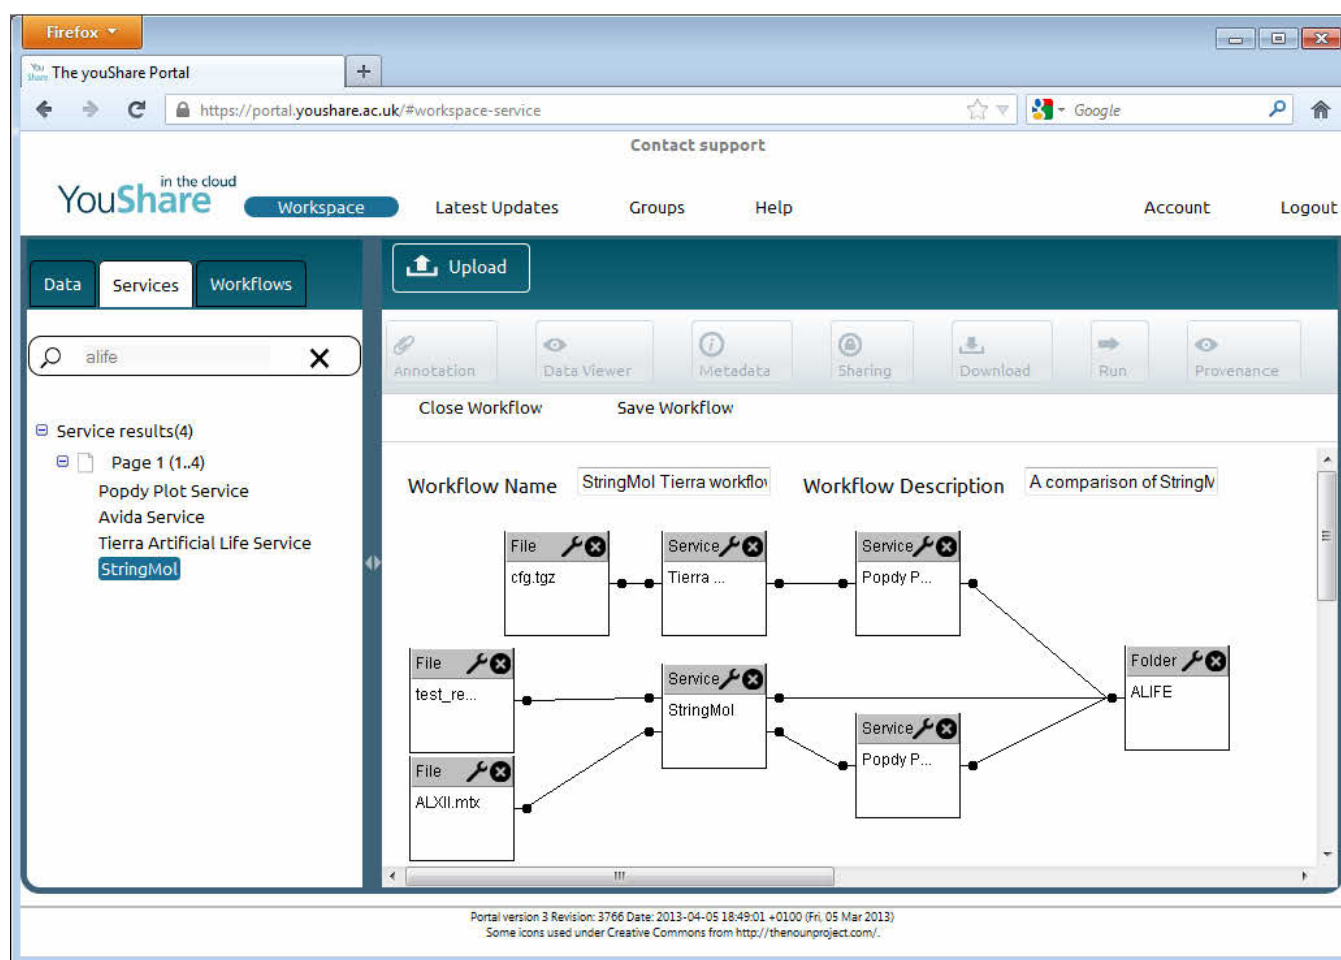 Firefox
You Share The youShare Portal
https://portal.youshare.ac.uk/#workspace-service
Google
Contact support
YouShare in the cloud
Workspace Latest Updates Groups Help Account Logout
Data Services Workflows
Upload
alife
Annotation Data Viewer Metadata Sharing Download Run Provenance
Close Workflow Save Workflow
Service results(4)
Page 1 (1..4)
Popdy Plot Service
Avida Service
Tierra Artificial Life Service
StringMol
Workflow Name StringMol Tierra workflov Workflow Description A comparison of StringM
File Service Service
cfg.tgz Tierra ... Popdy P...
File Service Folder
test_re... StringMol ALIFE
Service
Popdy P...
File
ALXII.mtx
Portal version 3 Revision: 3766 Date: 2013-04-05 18:49:01 +0100 (Fri, 05 Mar 2013)
Some icons used under Creative Commons from http://thenounproject.com/.